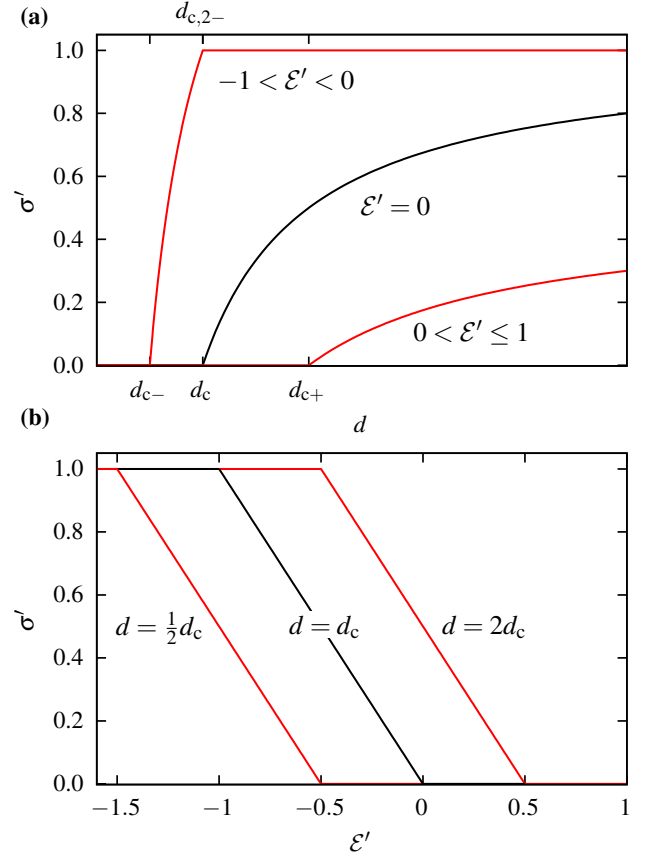 (a)
d_{c,2−}
1.0
−1 < ℰ′ < 0
0.8
ℰ′ = 0
0.6
σ′
0.4
0 < ℰ′ ≤ 1
0.2
0.0
d_{c−} d_c d_{c+}
(b)
d
1.0
0.8
0.6
σ′
d = ½d_c d = d_c d = 2d_c
0.4
0.2
0.0
−1.5 −1 −0.5 0 0.5 1
ℰ′